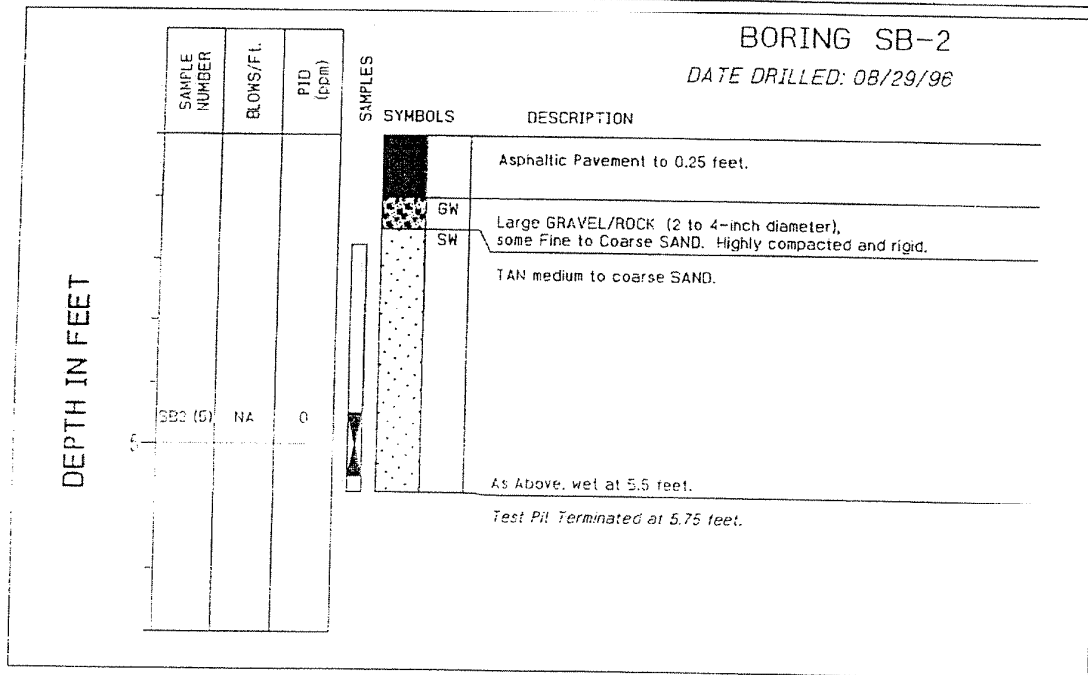 BORING SB-2
DATE DRILLED: 08/29/96
SAMPLE
NUMBER
BLOWS/Ft.
PID
(ppm)
SAMPLES
SYMBOLS
DESCRIPTION
Asphaltic Pavement to 0.25 feet.
GW
Large GRAVEL/ROCK (2 to 4-inch diameter),
some Fine to Coarse SAND. Highly compacted and rigid.
SW
TAN medium to coarse SAND.
DEPTH IN FEET
(5)
NA
0
5
As Above, wet at 5.5 feet.
Test Pit Terminated at 5.75 feet.